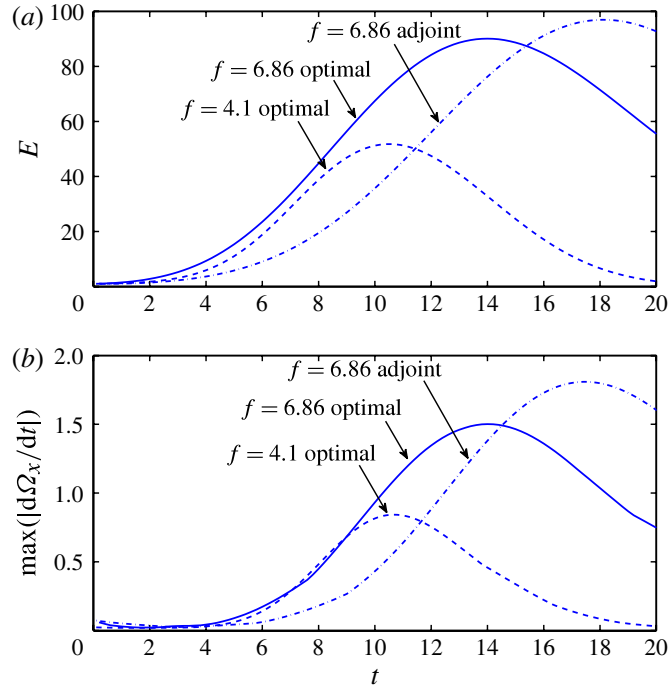 (a)
100
80
60
40
20
0
E
f = 6.86 adjoint
f = 6.86 optimal
f = 4.1 optimal
2 4 6 8 10 12 14 16 18 20
(b)
2.0
1.5
1.0
0.5
0
max(|dΩx/dt|)
f = 6.86 adjoint
f = 6.86 optimal
f = 4.1 optimal
2 4 6 8 10 12 14 16 18 20
t